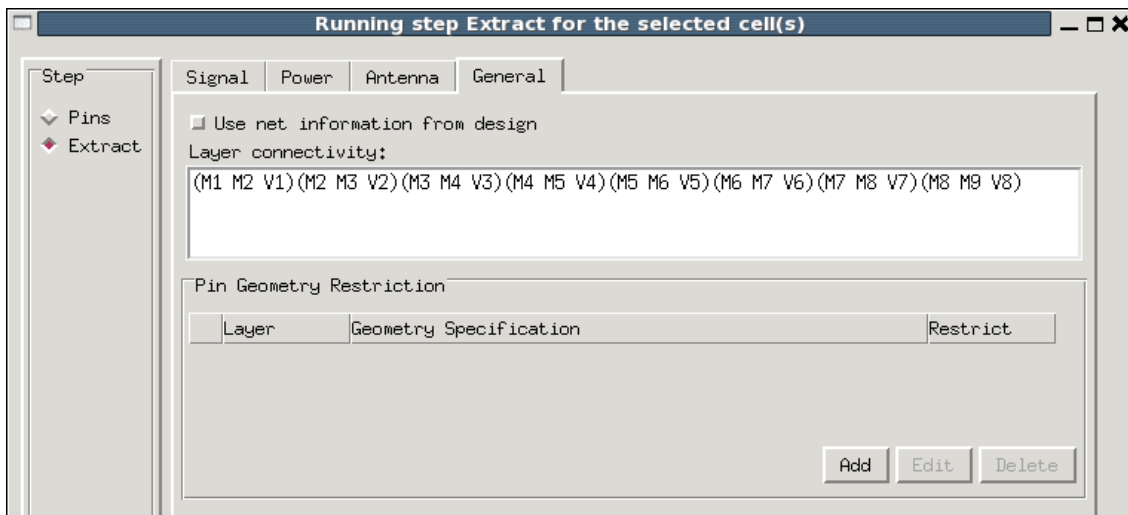 Running step Extract for the selected cell(s)
Step
Pins
Extract
Signal Power Antenna General
Use net information from design
Layer connectivity:
(M1 M2 V1)(M2 M3 V2)(M3 M4 V3)(M4 M5 V4)(M5 M6 V5)(M6 M7 V6)(M7 M8 V7)(M8 M9 V8)
Pin Geometry Restriction
Layer Geometry Specification Restrict
Add Edit Delete